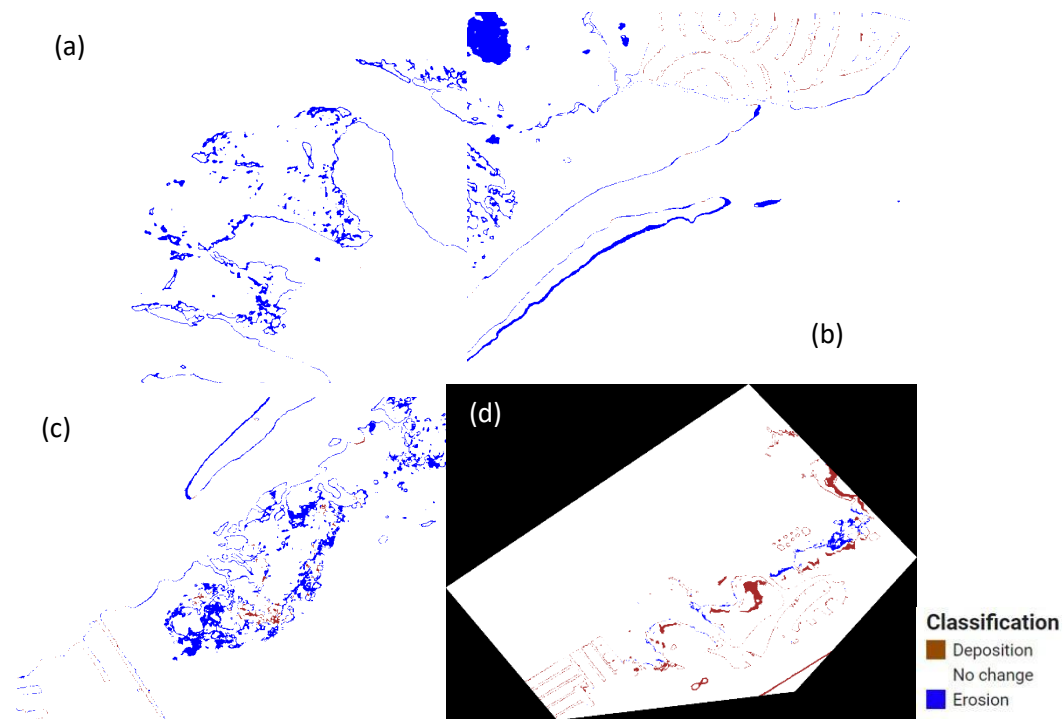 (a)
(b)
(c)
(d)
Classification
Deposition
No change
Erosion